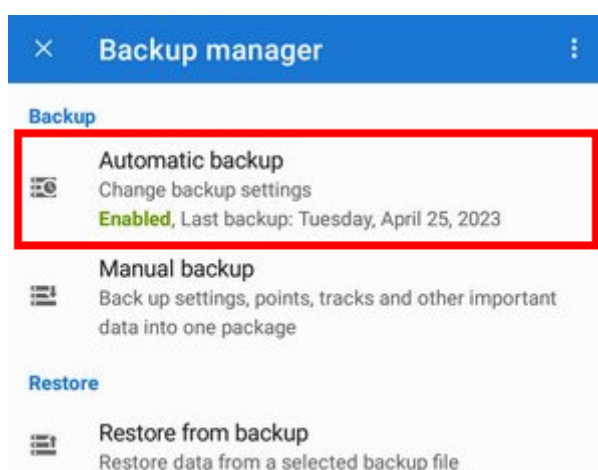 Backup manager
Backup
Automatic backup
Change backup settings
Enabled, Last backup: Tuesday, April 25, 2023
Manual backup
Back up settings, points, tracks and other important
data into one package
Restore
Restore from backup
Restore data from a selected backup file